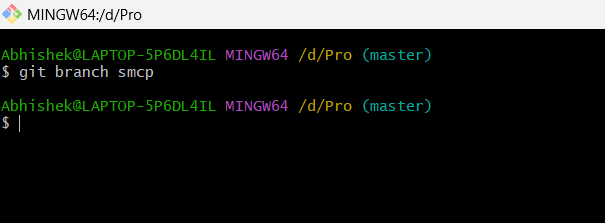 MINGW64:/d/Pro
Abhishek@LAPTOP-5P6DL4IL MINGW64 /d/Pro (master)
$ git branch smcp
Abhishek@LAPTOP-5P6DL4IL MINGW64 /d/Pro (master)
$